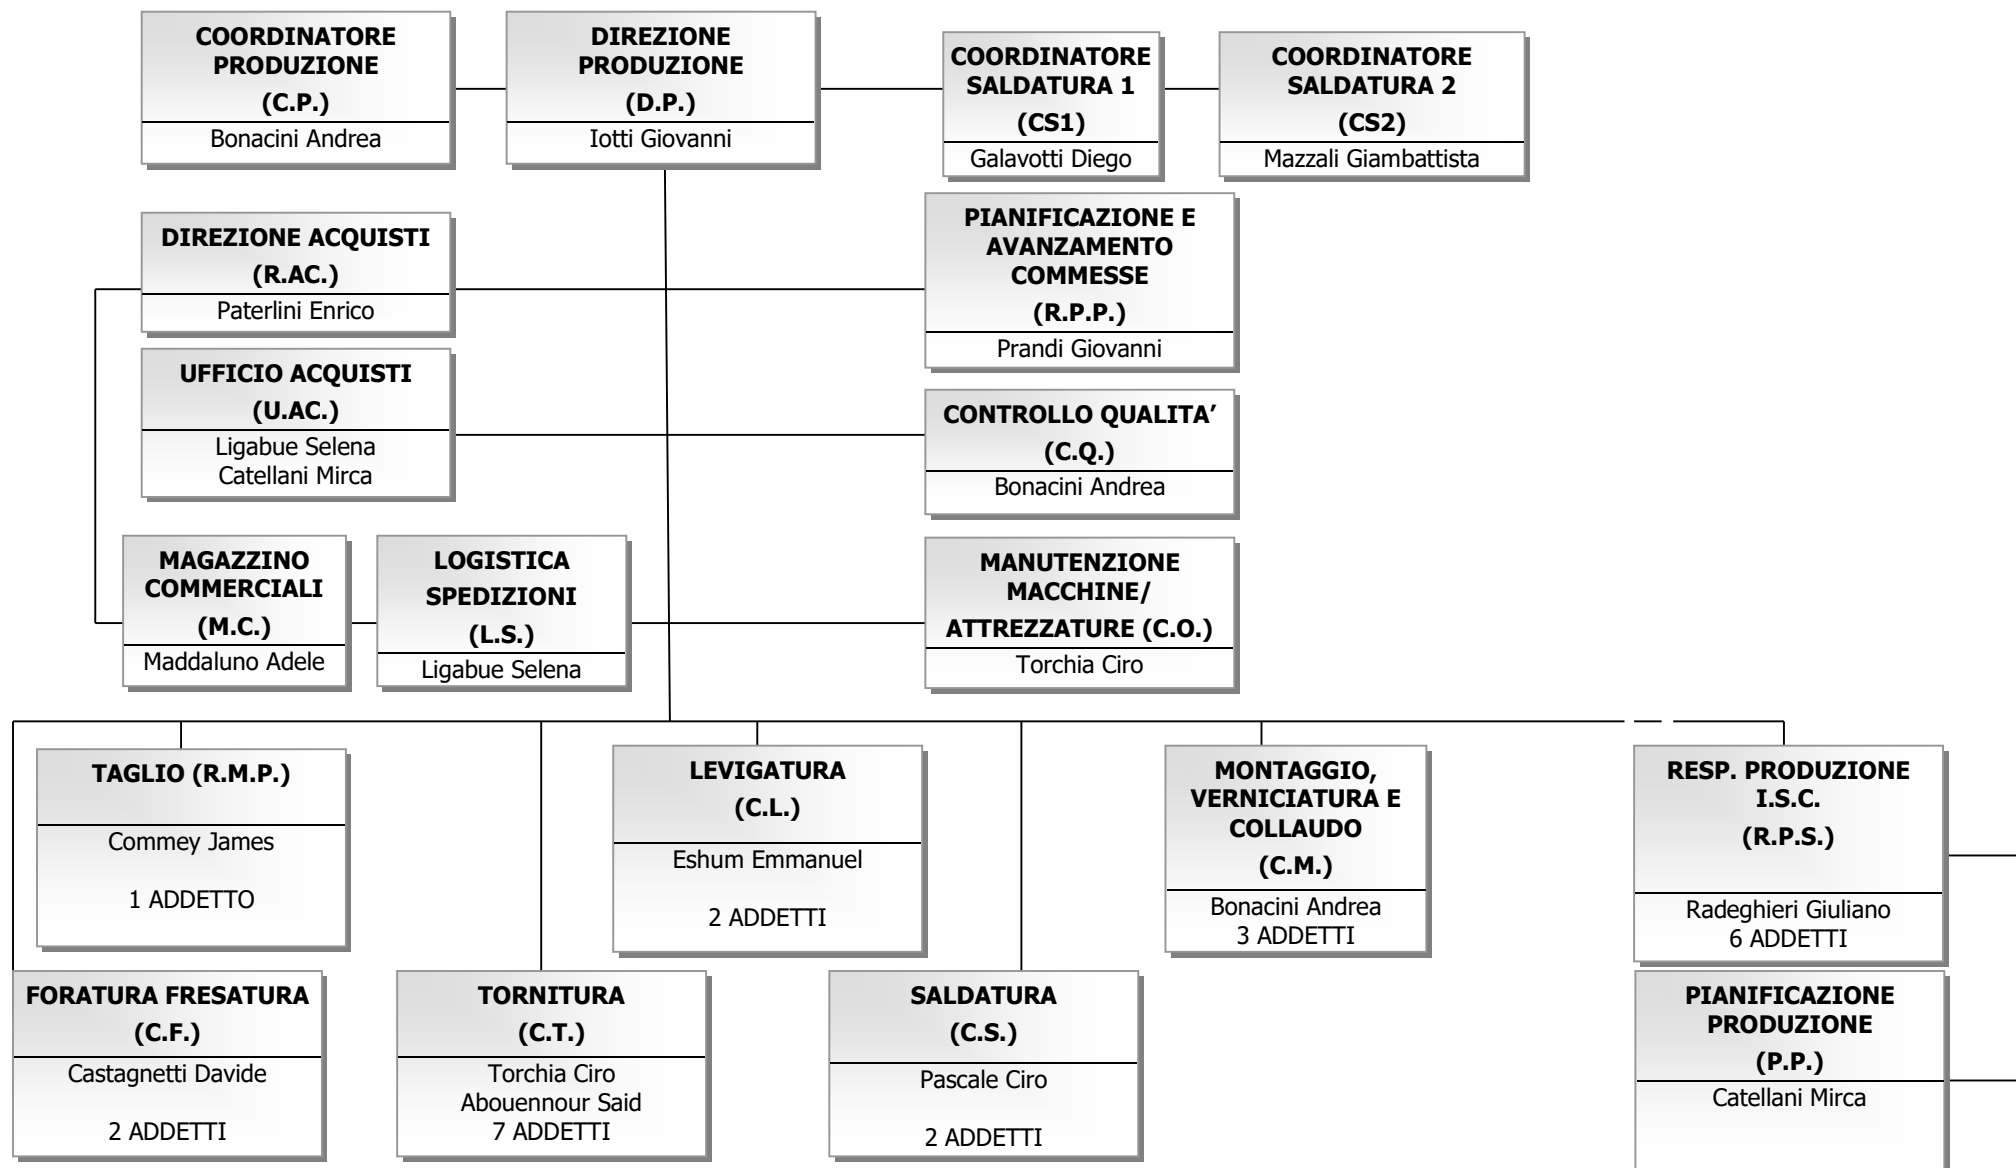 COORDINATORE
PRODUZIONE
(C.P.)
Bonacini Andrea
DIREZIONE
PRODUZIONE
(D.P.)
Iotti Giovanni
COORDINATORE
SALDATURA 1
(CS1)
Galavotti Diego
COORDINATORE
SALDATURA 2
(CS2)
Mazzali Giambattista
DIREZIONE ACQUISTI
(R.AC.)
Paterlini Enrico
PIANIFICAZIONE E
AVANZAMENTO
COMMESSE
(R.P.P.)
Prandi Giovanni
UFFICIO ACQUISTI
(U.AC.)
Ligabue Selena
Catellani Mirca
CONTROLLO QUALITA’
(C.Q.)
Bonacini Andrea
MAGAZZINO
COMMERCIALI
(M.C.)
Maddaluno Adele
LOGISTICA
SPEDIZIONI
(L.S.)
Ligabue Selena
MANUTENZIONE
MACCHINE/
ATTREZZATURE (C.O.)
Torchia Ciro
TAGLIO (R.M.P.)
Commey James
1 ADDETTO
LEVIGATURA
(C.L.)
Eshum Emmanuel
2 ADDETTI
MONTAGGIO,
VERNICIATURA E
COLLAUDO
(C.M.)
Bonacini Andrea
3 ADDETTI
RESP. PRODUZIONE
I.S.C.
(R.P.S.)
Radeghieri Giuliano
6 ADDETTI
FORATURA FRESATURA
(C.F.)
Castagnetti Davide
2 ADDETTI
TORNITURA
(C.T.)
Torchia Ciro
Abouennour Said
7 ADDETTI
SALDATURA
(C.S.)
Pascale Ciro
2 ADDETTI
PIANIFICAZIONE
PRODUZIONE
(P.P.)
Catellani Mirca